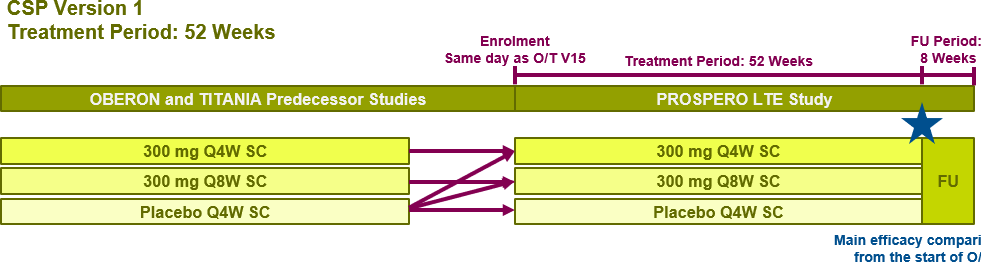 CSP Version 1
Treatment Period: 52 Weeks
Enrolment
Same day as O/T V15
Treatment Period: 52 Weeks
FU Period:
8 Weeks
OBERON and TITANIA Predecessor Studies
PROSPERO LTE Study
300 mg Q4W SC
300 mg Q4W SC
300 mg Q8W SC
300 mg Q8W SC
FU
Placebo Q4W SC
Placebo Q4W SC
Main efficacy compari
from the start of O/